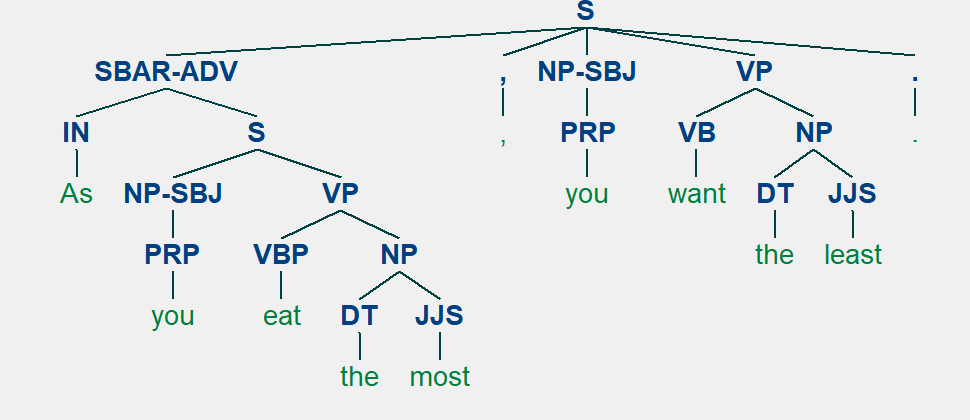 S
SBAR-ADV , NP-SBJ VP .
IN S , PRP VB NP .
As NP-SBJ VP you want DT JJS
PRP VBP NP the least
you eat DT JJS
the most